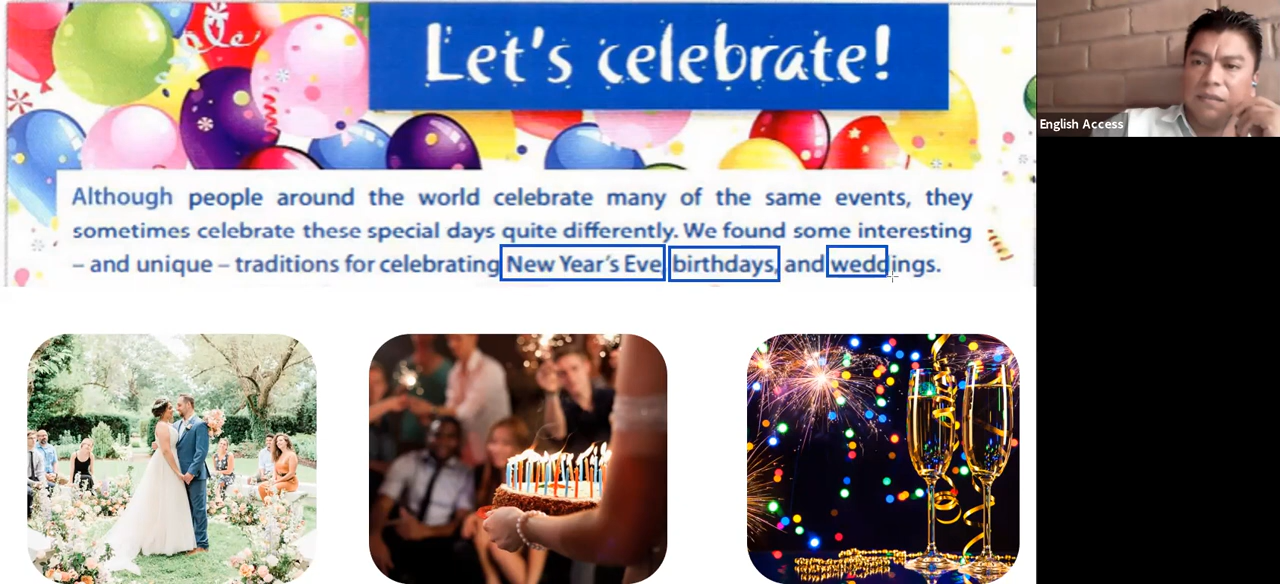 Let's celebrate!
English Access
Although people around the world celebrate many of the same events, they
sometimes celebrate these special days quite differently. We found some interesting
– and unique – traditions for celebrating New Year's Eve, birthdays, and weddings.